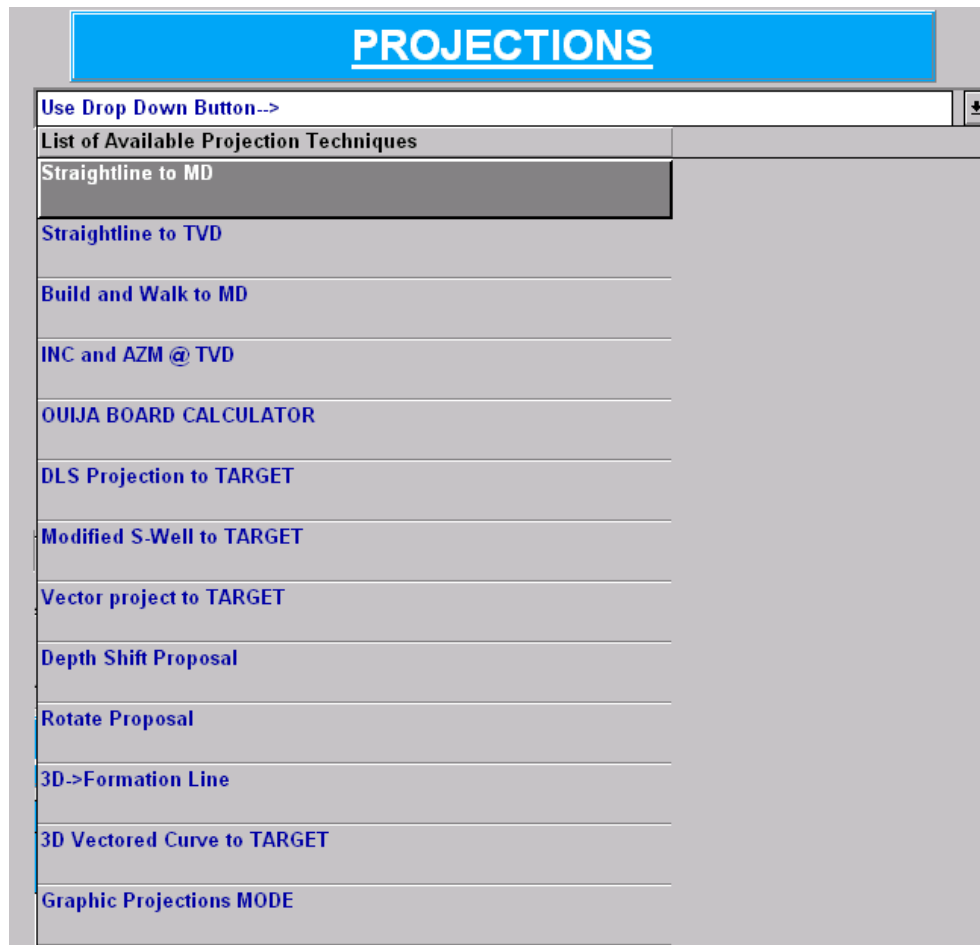 PROJECTIONS
Use Drop Down Button-->
List of Available Projection Techniques
Straightline to MD
Straightline to TVD
Build and Walk to MD
INC and AZM @ TVD
OUIJA BOARD CALCULATOR
DLS Projection to TARGET
Modified S-Well to TARGET
Vector project to TARGET
Depth Shift Proposal
Rotate Proposal
3D->Formation Line
3D Vectored Curve to TARGET
Graphic Projections MODE